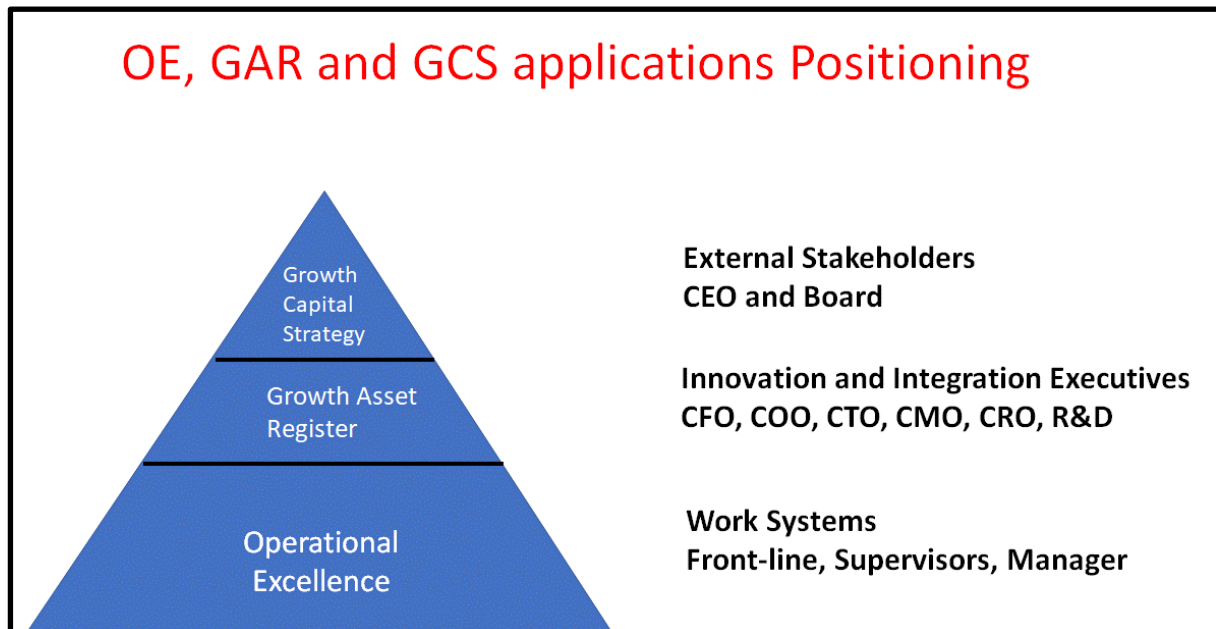 OE, GAR and GCS applications Positioning
Growth
Capital
Strategy
External Stakeholders
CEO and Board
Growth Asset
Register
Innovation and Integration Executives
CFO, COO, CTO, CMO, CRO, R&D
Operational
Excellence
Work Systems
Front-line, Supervisors, Manager